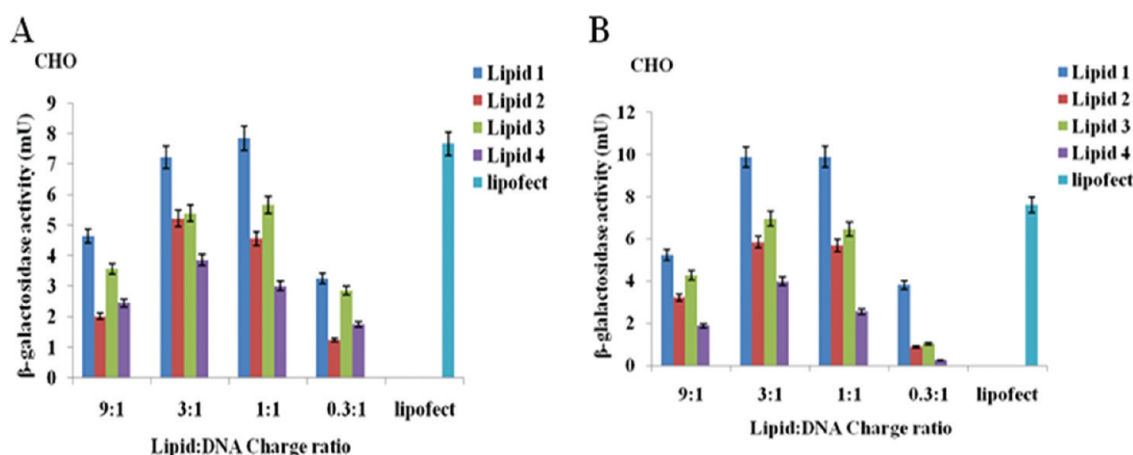 A
CHO
β-galactosidase activity (mU)
9
8
7
6
5
4
3
2
1
0
9:1 3:1 1:1 0.3:1 lipofect
Lipid:DNA Charge ratio
Lipid 1
Lipid 2
Lipid 3
Lipid 4
lipofect
B
CHO
β-glalactosidase activity (mU)
12
10
8
6
4
2
0
9:1 3:1 1:1 0.3:1 lipofect
Lipid:DNA Charge ratio
Lipid 1
Lipid 2
Lipid 3
Lipid 4
lipofect